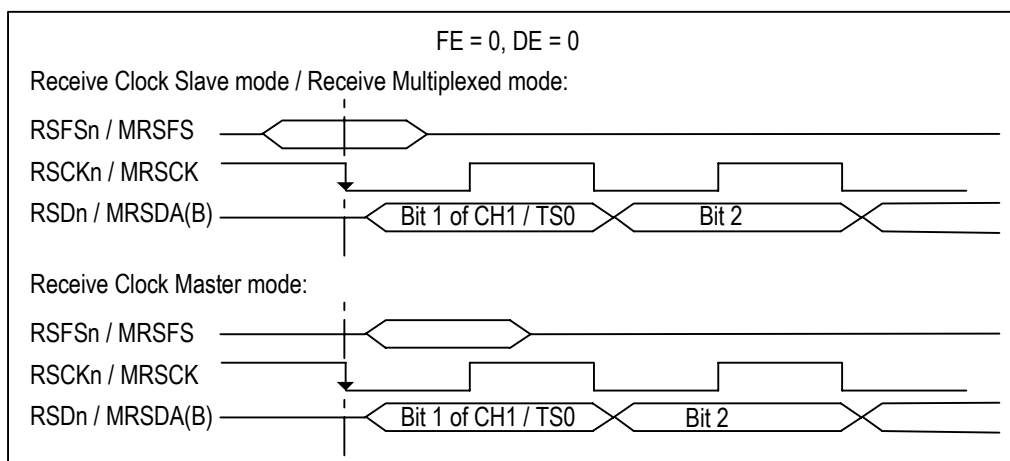 FE = 0, DE = 0
Receive Clock Slave mode / Receive Multiplexed mode:
RSFSn / MRSFS
RSCKn / MRSCK
RSDn / MRSDA(B)
Bit 1 of CH1 / TS0
Bit 2
Receive Clock Master mode:
RSFSn / MRSFS
RSCKn / MRSCK
RSDn / MRSDA(B)
Bit 1 of CH1 / TS0
Bit 2